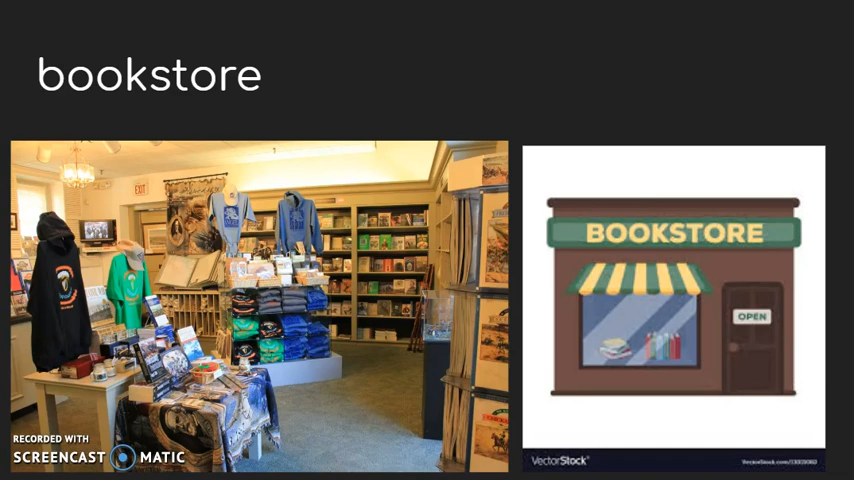 bookstore
EXIT
BOOKSTORE
OPEN
RECORDED WITH
SCREENCAST MATIC
VectorStock®